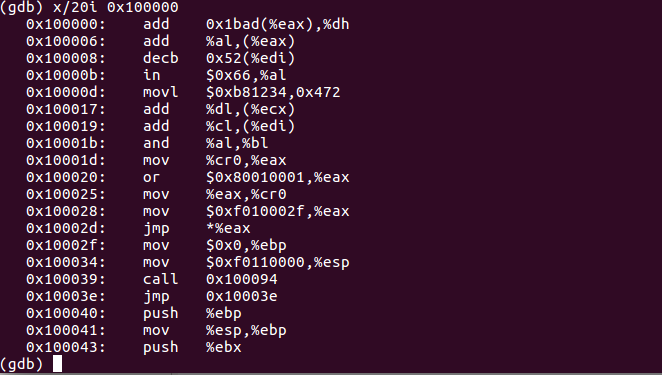 (gdb) x/20i 0x100000
   0x100000:	add    0x1bad(%eax),%dh
   0x100006:	add    %al,(%eax)
   0x100008:	decb   0x52(%edi)
   0x10000b:	in     $0x66,%al
   0x10000d:	movl   $0xb81234,0x472
   0x100017:	add    %dl,(%ecx)
   0x100019:	add    %cl,(%edi)
   0x10001b:	and    %al,%bl
   0x10001d:	mov    %cr0,%eax
   0x100020:	or     $0x80010001,%eax
   0x100025:	mov    %eax,%cr0
   0x100028:	mov    $0xf010002f,%eax
   0x10002d:	jmp    *%eax
   0x10002f:	mov    $0x0,%ebp
   0x100034:	mov    $0xf0110000,%esp
   0x100039:	call   0x100094
   0x10003e:	jmp    0x10003e
   0x100040:	push   %ebp
   0x100041:	mov    %esp,%ebp
   0x100043:	push   %ebx
(gdb)